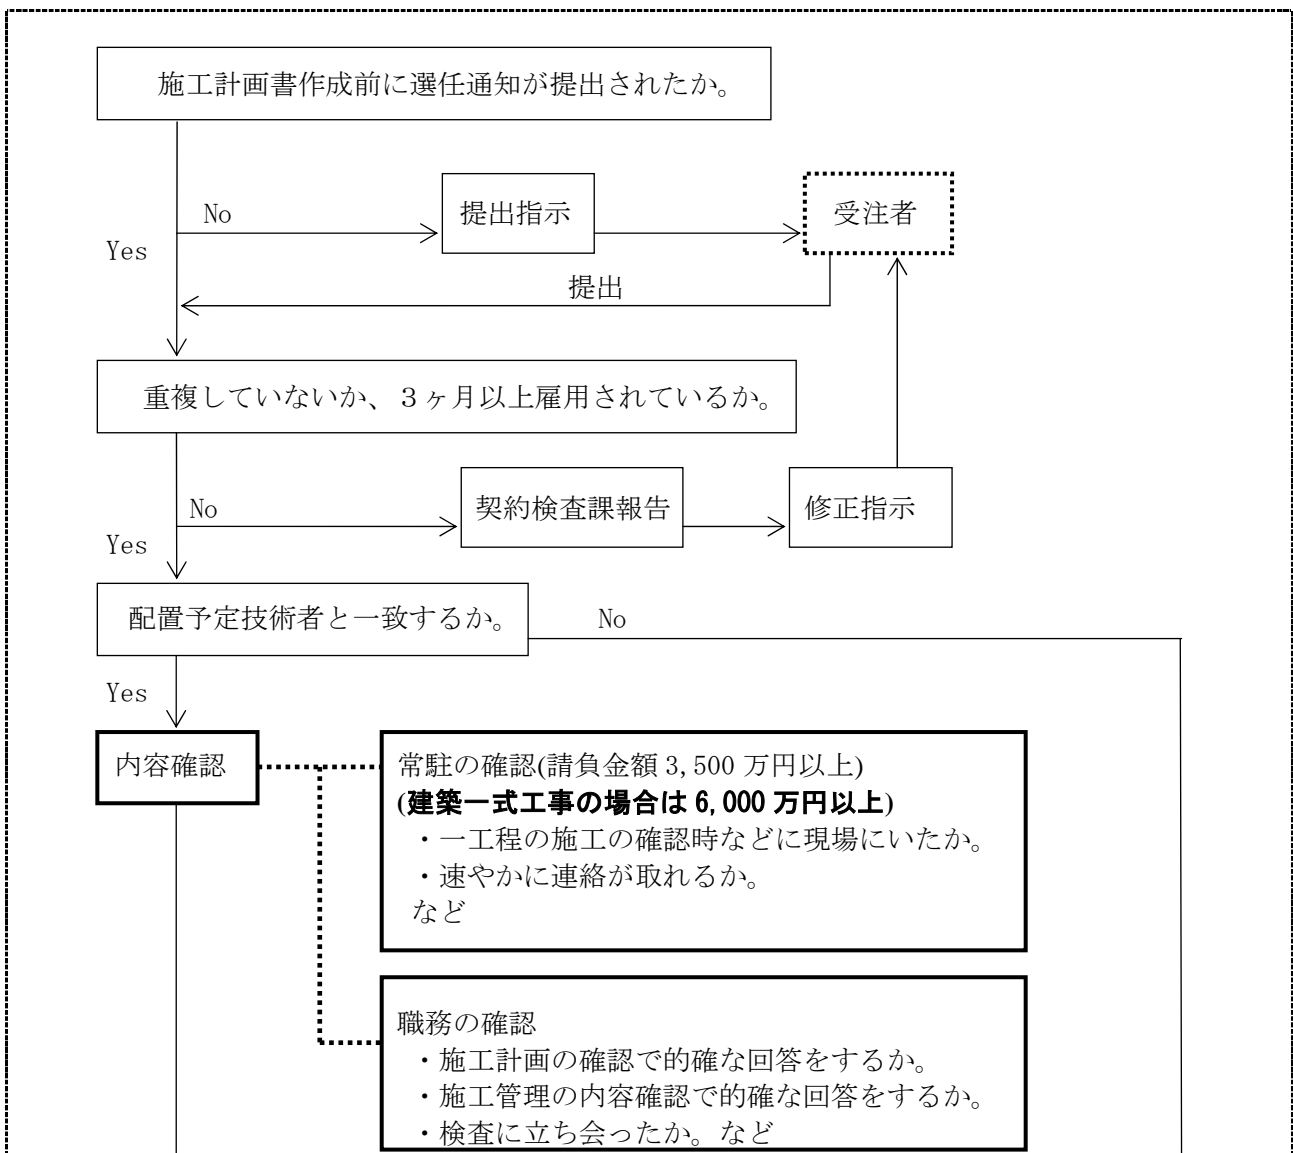 施工計画書作成前に選任通知が提出されたか。
No
提出指示
受注者
Yes
提出
重複していないか、３ヶ月以上雇用されているか。
No
契約検査課報告
修正指示
Yes
配置予定技術者と一致するか。
No
Yes
内容確認
常駐の確認(請負金額 3,500 万円以上)
(建築一式工事の場合は 6,000 万円以上)
・一工程の施工の確認時などに現場にいたか。
・速やかに連絡が取れるか。
など
職務の確認
・施工計画の確認で的確な回答をするか。
・施工管理の内容確認で的確な回答をするか。
・検査に立ち会ったか。など